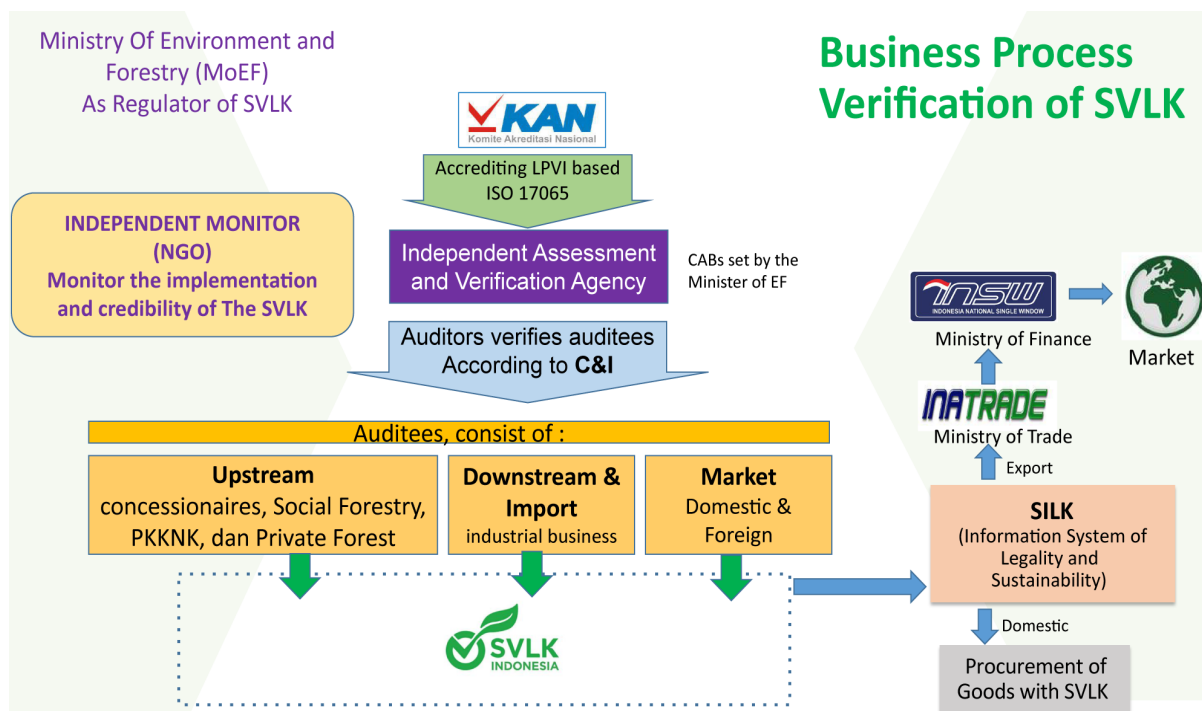 Ministry Of Environment and
Forestry (MoEF)
As Regulator of SVLK
Business Process
Verification of SVLK
KAN
Komite Akreditasi Nasional
Accrediting LPVI based
ISO 17065
INDEPENDENT MONITOR
(NGO)
Monitor the implementation
and credibility of The SVLK
Independent Assessment
and Verification Agency
CABs set by the
Minister of EF
Auditors verifies auditees
According to C&I
Auditees, consist of :
Upstream
concessionaires, Social Forestry,
PKKNK, dan Private Forest
Downstream &
Import
industrial business
Market
Domestic &
Foreign
SVLK
INDONESIA
INSW
INDONESIA NATIONAL SINGLE WINDOW
Ministry of Finance
Market
INATRADE
Ministry of Trade
Export
SILK
(Information System of
Legality and
Sustainability)
Domestic
Procurement of
Goods with SVLK